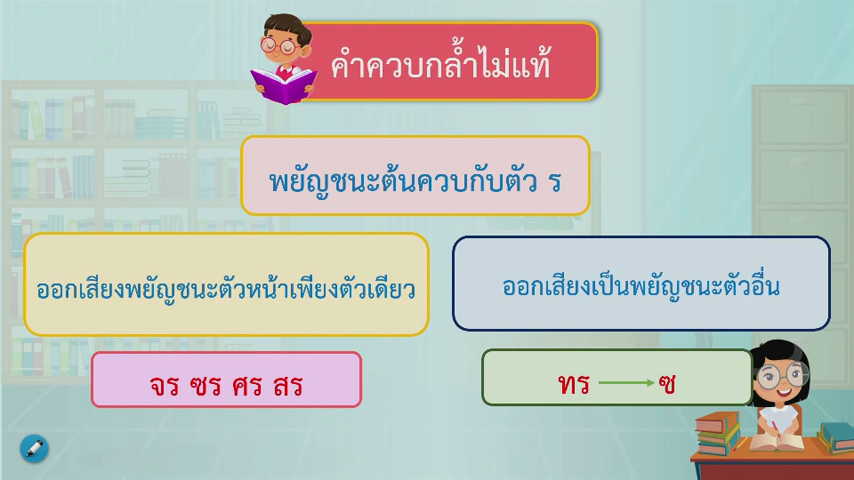 คำควบกล้ำไม่แท้
พยัญชนะต้นควบกับตัว ร
ออกเสียงพยัญชนะตัวหน้าเพียงตัวเดียว
ออกเสียงเป็นพยัญชนะตัวอื่น
จร ซร ศร สร
ทร → ซ